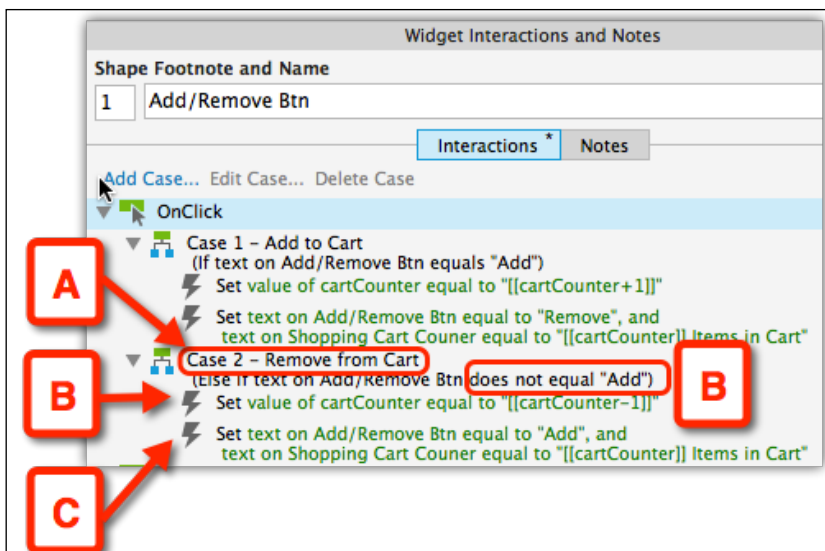 Widget Interactions and Notes
Shape Footnote and Name
1 Add/Remove Btn
Interactions * Notes
Add Case... Edit Case... Delete Case
OnClick
Case 1 – Add to Cart
(If text on Add/Remove Btn equals "Add")
A
Set value of cartCounter equal to "[[cartCounter+1]]"
Set text on Add/Remove Btn equal to "Remove", and
text on Shopping Cart Couner equal to "[[cartCounter]] Items in Cart"
Case 2 – Remove from Cart
(Else If text on Add/Remove Btn does not equal "Add")
B
B
Set value of cartCounter equal to "[[cartCounter-1]]"
Set text on Add/Remove Btn equal to "Add", and
text on Shopping Cart Couner equal to "[[cartCounter]] Items in Cart"
C